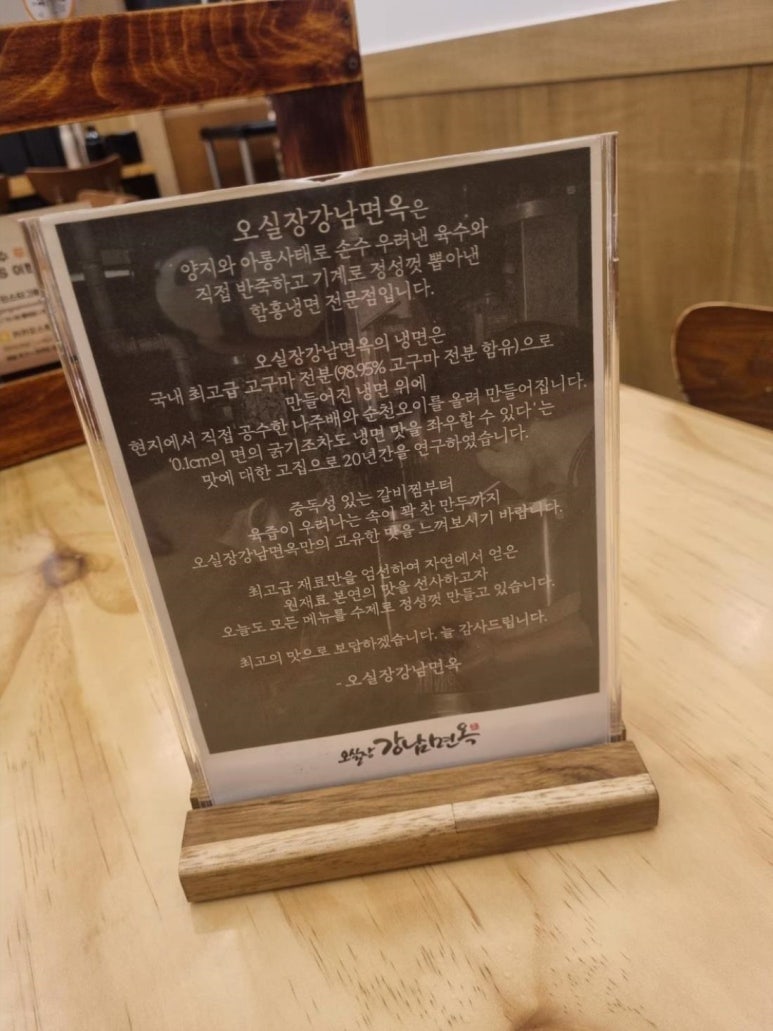 오실장강남면옥은
양지와 아롱사태로 손수 우려낸 육수와
직접 반죽하고 기계로 정성껏 뽑아낸
함흥냉면 전문점입니다.
오실장강남면옥의 냉면은
국내 최고급 고구마 전분(98.95% 고구마 전분 함유)으로
만들어진 냉면 위에
현지에서 직접 공수한 나주배와 순천오이를 올려 만들어집니다.
'0.1cm의 면의 굵기조차도 냉면 맛을 좌우할 수 있다' 는
맛에 대한 고집으로 20년간을 연구하였습니다.
중독성 있는 갈비찜부터
육즙이 우러나는 속이 꽉 찬 만두까지
오실장강남면옥만의 고유한 맛을 느껴보시기 바랍니다.
최고급 재료만을 엄선하여 자연에서 얻은
원재료 본연의 맛을 선사하고자
오늘도 모든 메뉴를 수제로 정성껏 만들고 있습니다.
최고의 맛으로 보답하겠습니다. 늘 감사드립니다.
- 오실장강남면옥
오실장 강남면옥